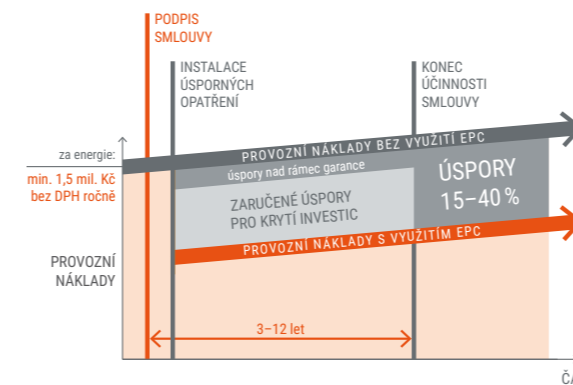 PODPIS
SMLOUVY
INSTALACE
ÚSPORNÝCH
OPATŘENÍ
KONEC
ÚČINNOSTI
SMLOUVY
za energie:
min. 1,5 mil. Kč
bez DPH ročně
PROVOZNÍ NÁKLADY BEZ VYUŽITÍ EPC
úspory nad rámec garance
ÚSPORY
15–40 %
ZARUČENÉ ÚSPORY
PRO KRYTÍ INVESTIC
PROVOZNÍ NÁKLADY S VYUŽITÍM EPC
PROVOZNÍ
NÁKLADY
3–12 let